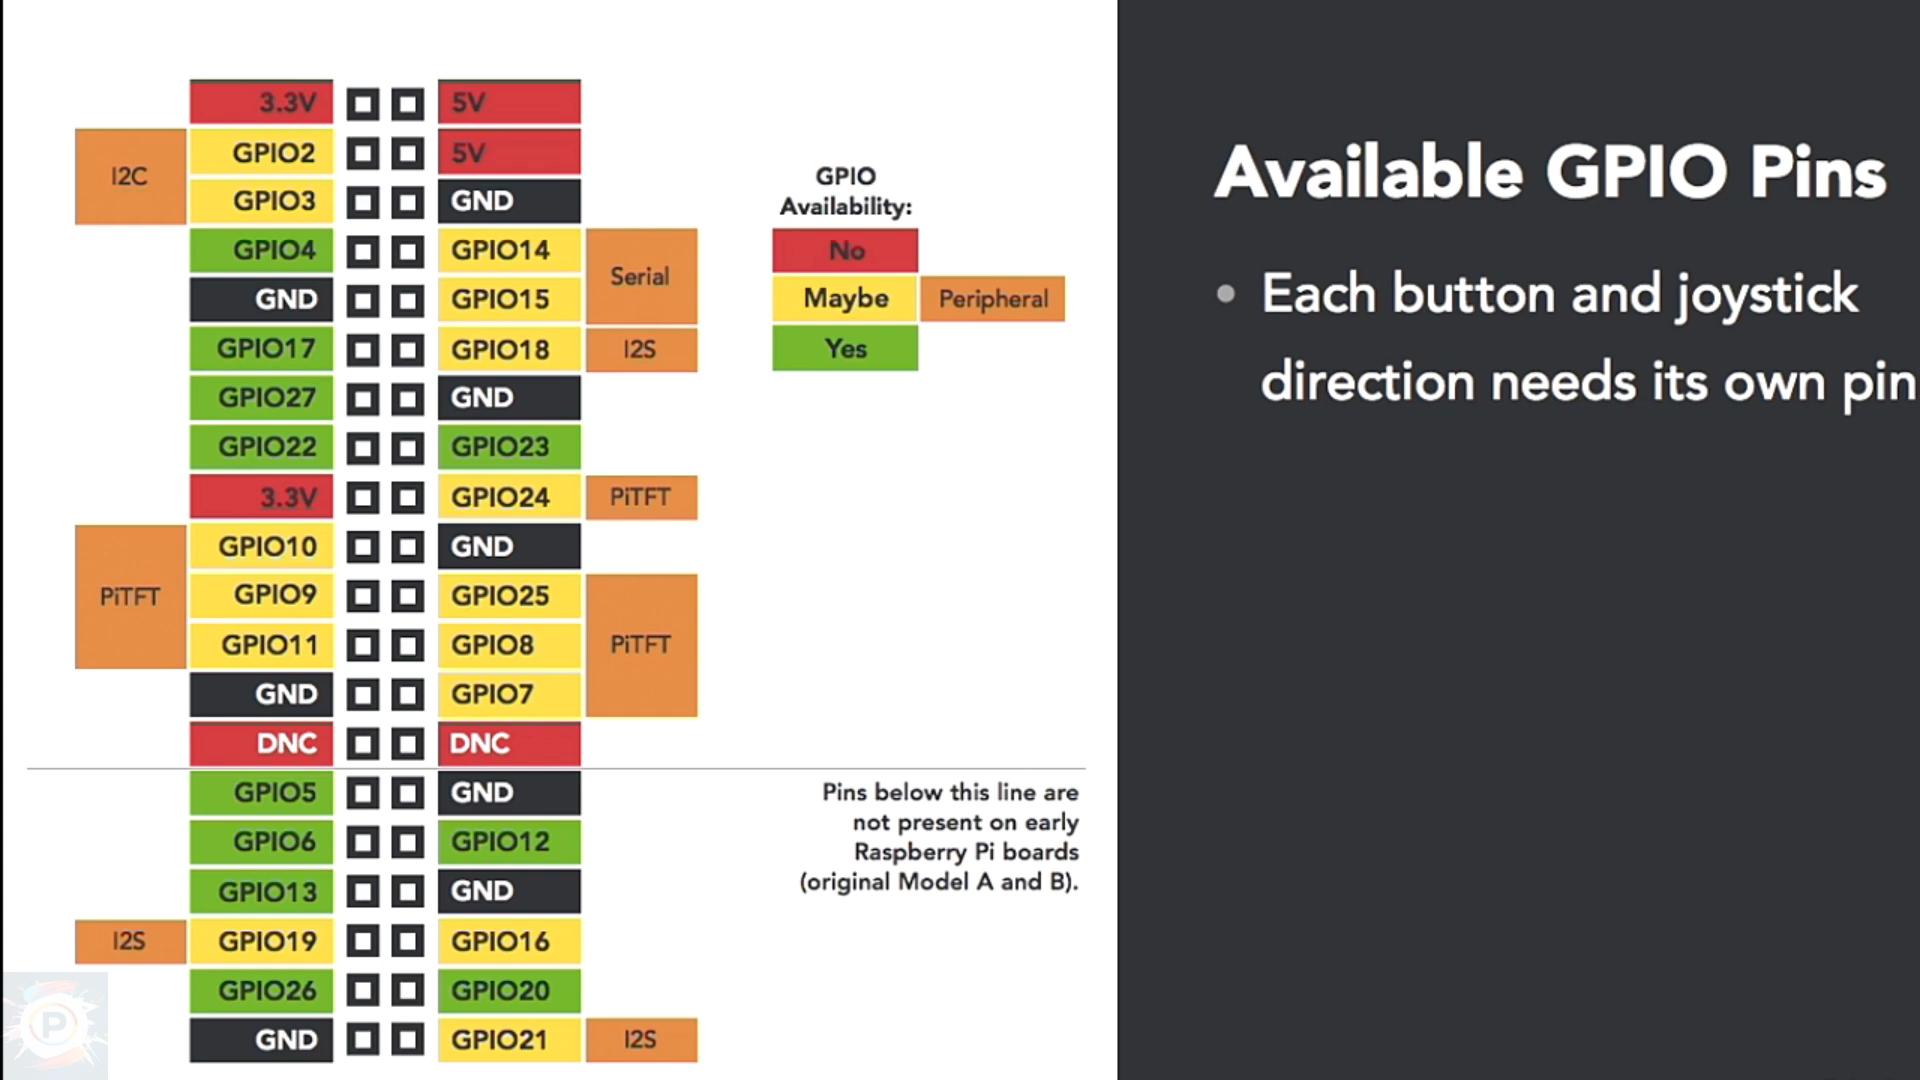 3.3V 5V
I2C GPIO2 5V
GPIO3 GND
GPIO4 GPIO14 Serial
GND GPIO15
GPIO17 GPIO18 I2S
GPIO27 GND
GPIO22 GPIO23
3.3V GPIO24 PiTFT
GPIO10 GND
PiTFT GPIO9 GPIO25
GPIO11 GPIO8 PiTFT
GND GPIO7
DNC DNC
GPIO5 GND
GPIO6 GPIO12
GPIO13 GND
I2S GPIO19 GPIO16
GPIO26 GPIO20
GND GPIO21 I2S
GPIO
Availability:
No
Maybe Peripheral
Yes
Pins below this line are
not present on early
Raspberry Pi boards
(original Model A and B).
Available GPIO Pins
• Each button and joystick
direction needs its own pin
P